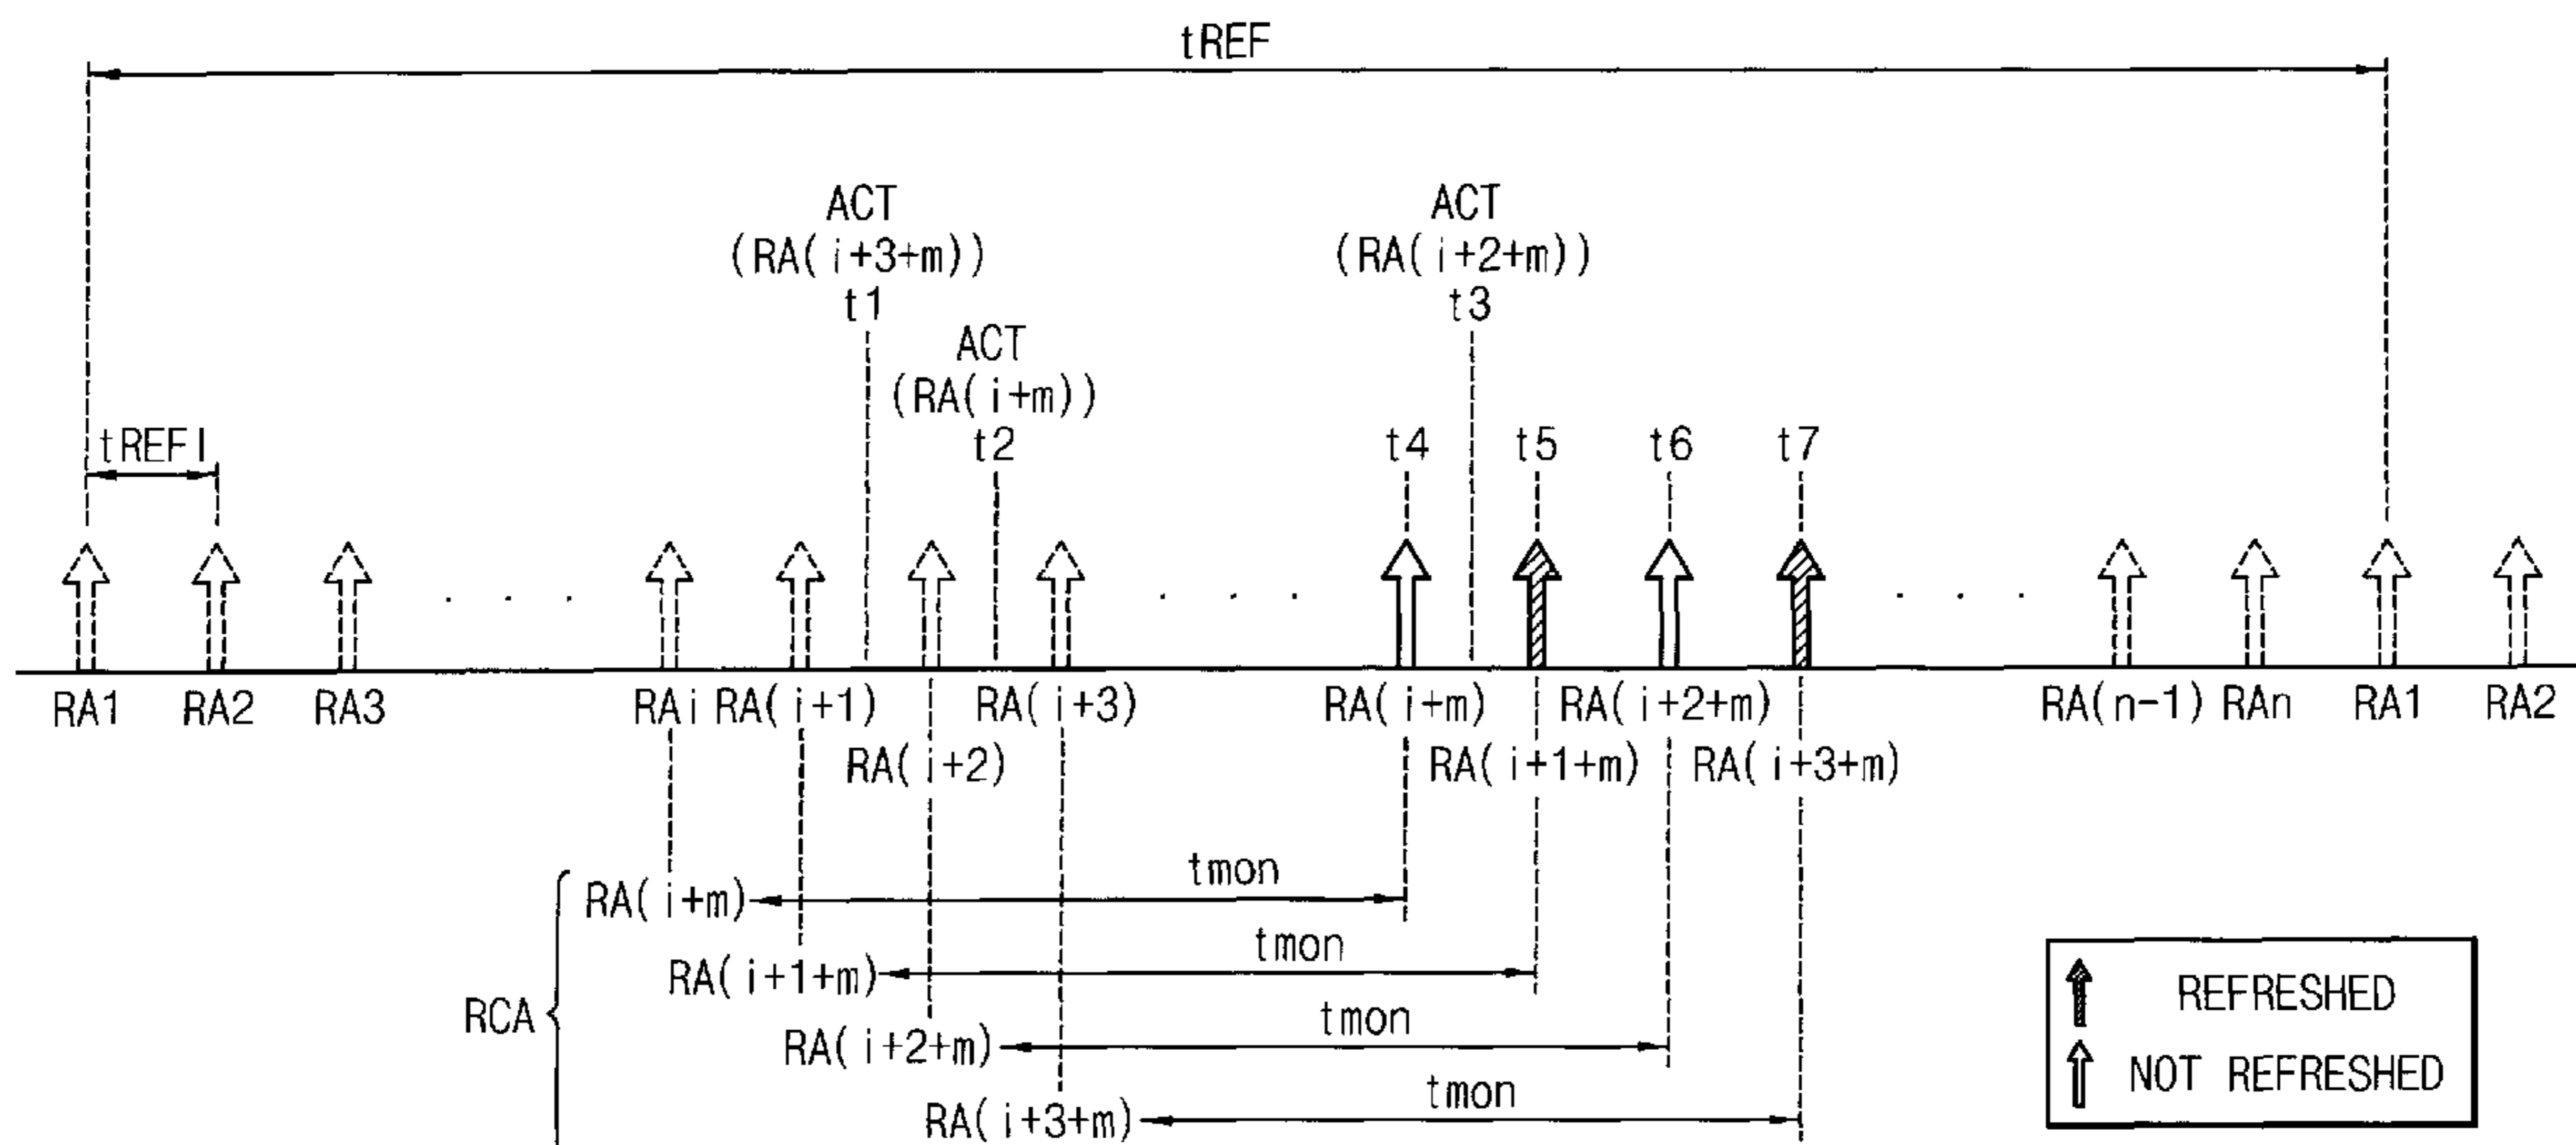 tREF
ACT
(RA(i+3+m))
t1
ACT
(RA(i+2+m))
t3
ACT
(RA(i+m))
t2
tREFI
t4
t5
t6
t7
RA1
RA2
RA3
RAi
RA(i+1)
RA(i+2)
RA(i+3)
RA(i+m)
RA(i+1+m)
RA(i+2+m)
RA(i+3+m)
RA(n-1)
RAn
RA1
RA2
RCA
RA(i+m)
tmon
RA(i+1+m)
tmon
RA(i+2+m)
tmon
RA(i+3+m)
tmon
REFRESHED
NOT REFRESHED